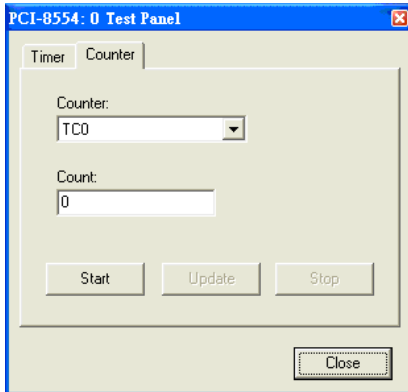 PCI-8554: 0 Test Panel
Timer Counter
Counter:
TC0
Count:
0
Start Update Stop
Close